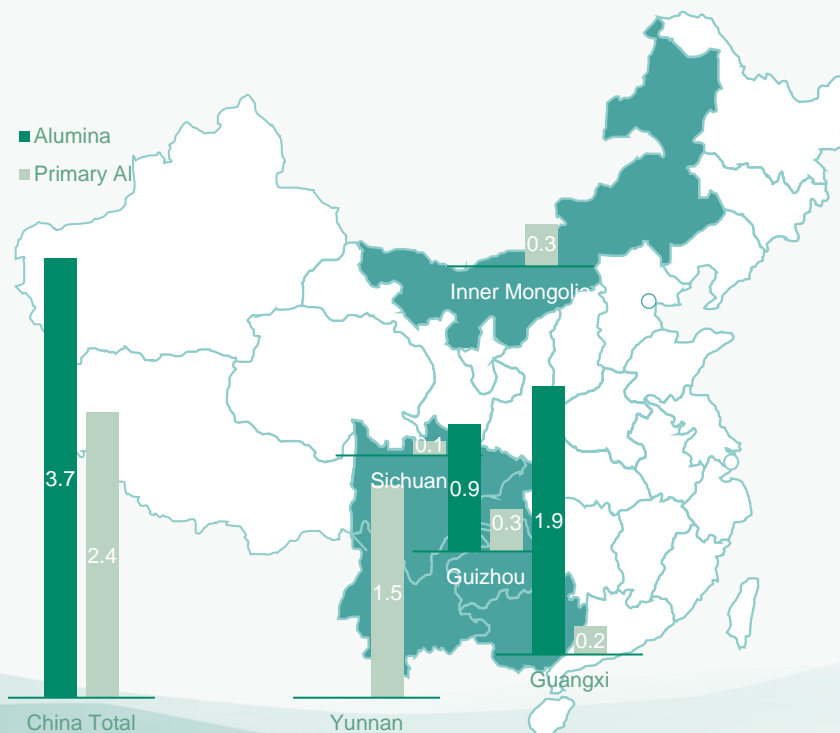 Alumina
Primary Al
0.3
Inner Mongolia
3.7
2.4
0.1
Sichuan
0.9
0.3
1.9
Guizhou
1.5
0.2
Guangxi
China Total
Yunnan